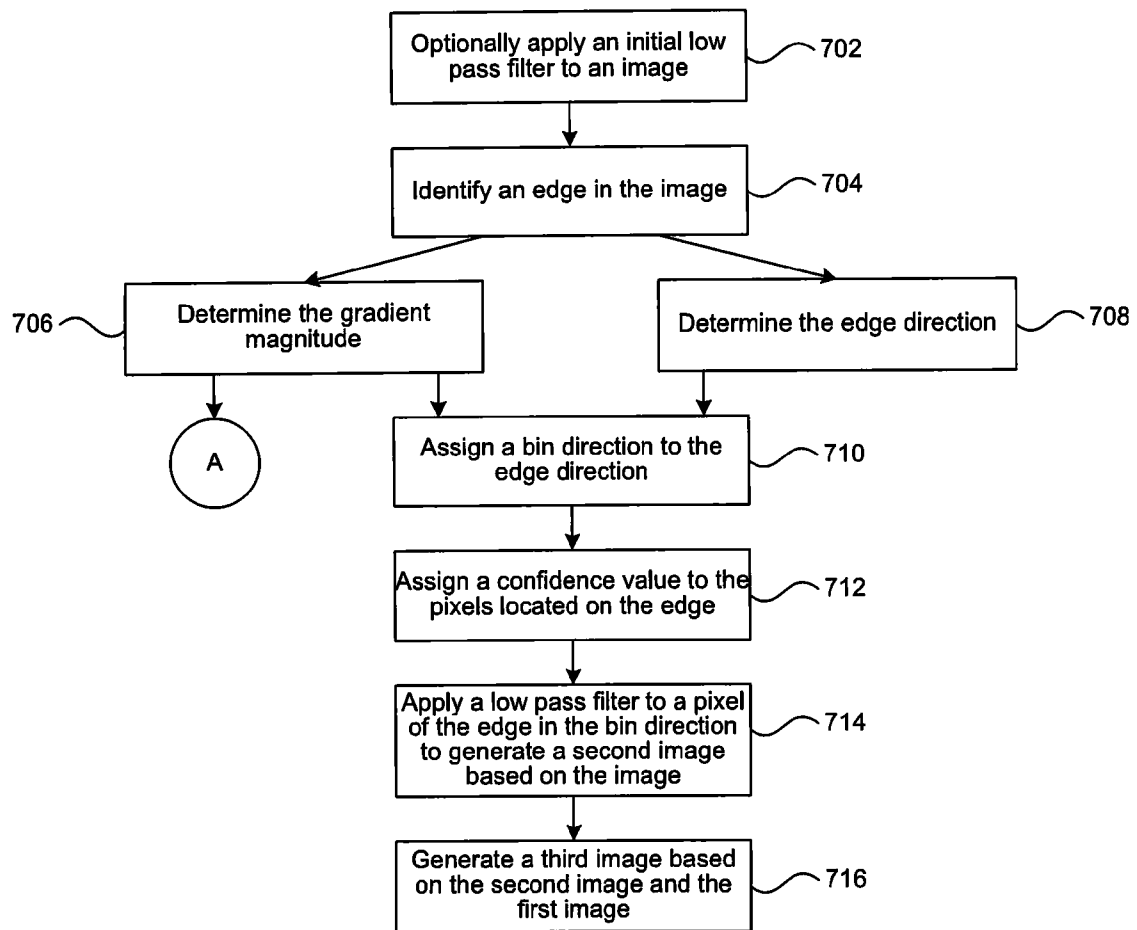 Optionally apply an initial low
pass filter to an image
702
Identify an edge in the image
704
706
Determine the gradient
magnitude
Determine the edge direction
708
A
Assign a bin direction to the
edge direction
710
Assign a confidence value to the
pixels located on the edge
712
Apply a low pass filter to a pixel
of the edge in the bin direction
to generate a second image
based on the image
714
Generate a third image based
on the second image and the
first image
716